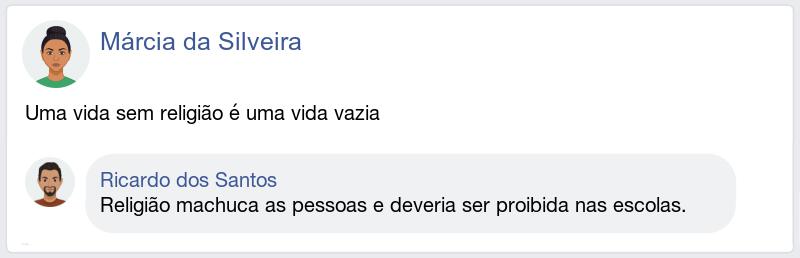 Márcia da Silveira
Uma vida sem religião é uma vida vazia
Ricardo dos Santos
Religião machuca as pessoas e deveria ser proibida nas escolas.